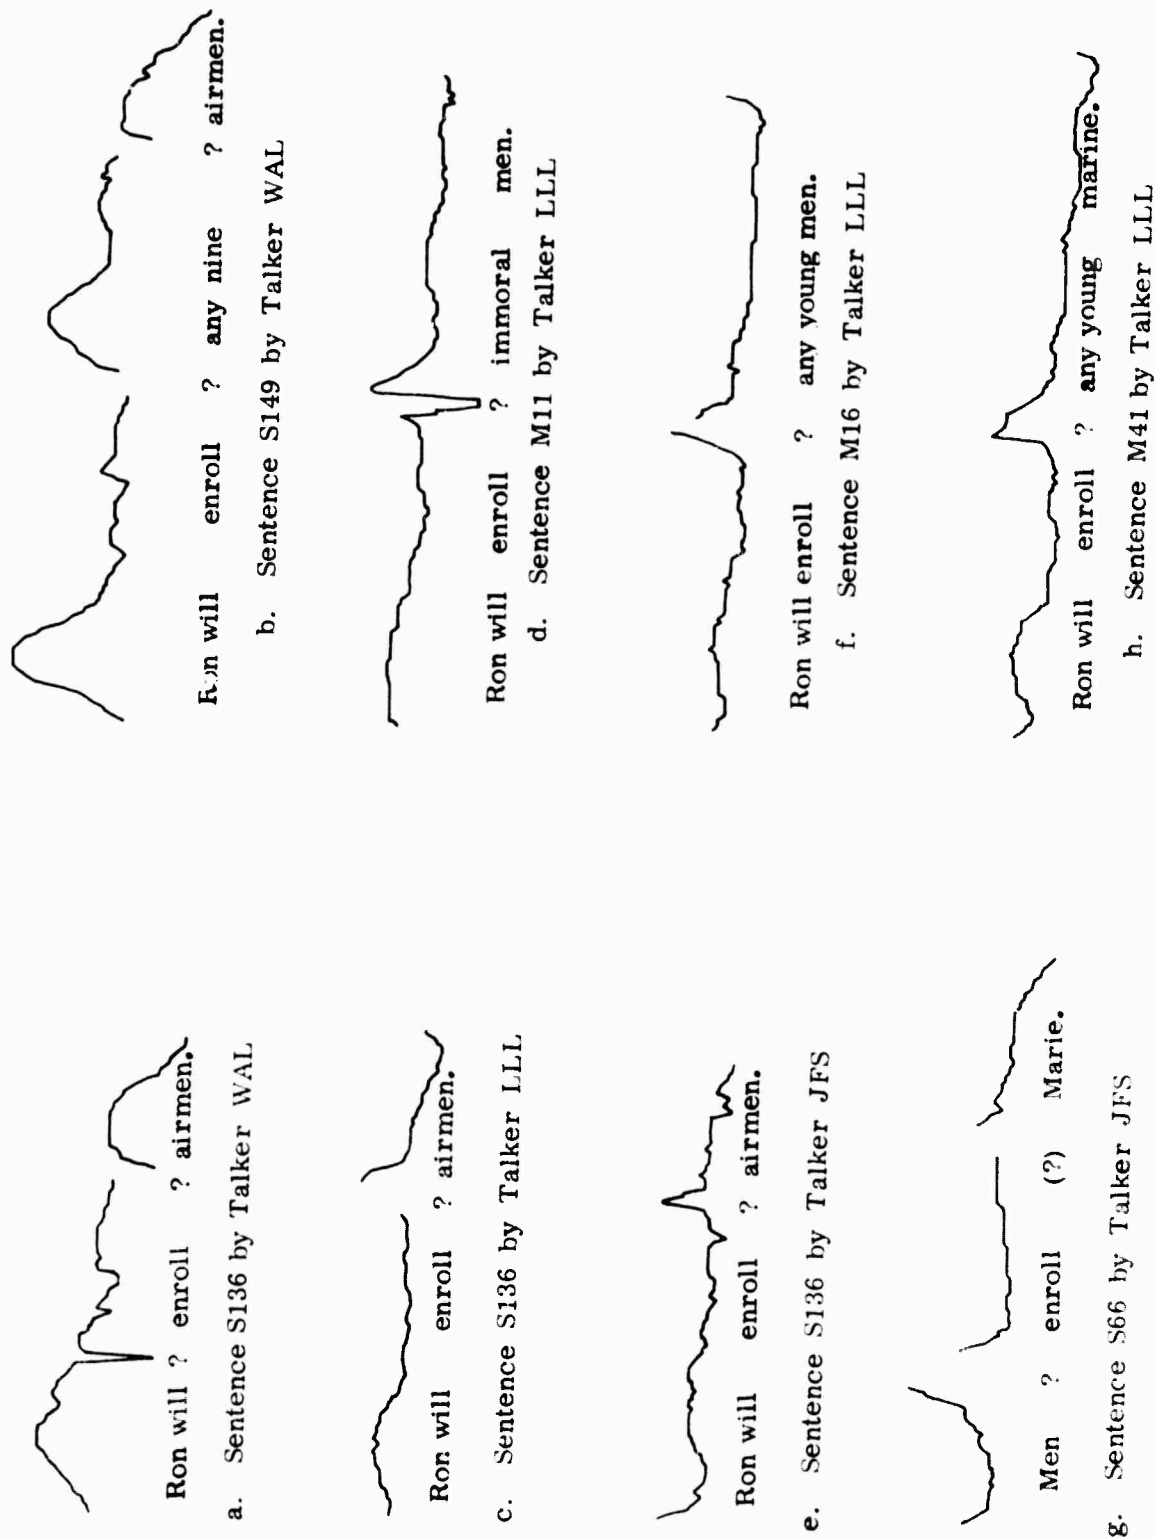 Ron will ? enroll ? airmen.
a. Sentence S136 by Talker WAL
Ron will enroll ? any nine ? airmen.
b. Sentence S149 by Talker WAL
Ron will enroll ? airmen.
c. Sentence S136 by Talker LLL
Ron will enroll ? immoral men.
d. Sentence M11 by Talker LLL
Ron will enroll ? airmen.
e. Sentence S136 by Talker JFS
Ron will enroll ? any young men.
f. Sentence M16 by Talker LLL
Men ? enroll (?) Marie.
g. Sentence S66 by Talker JFS
Ron will enroll ? any young marine.
h. Sentence M41 by Talker LLL